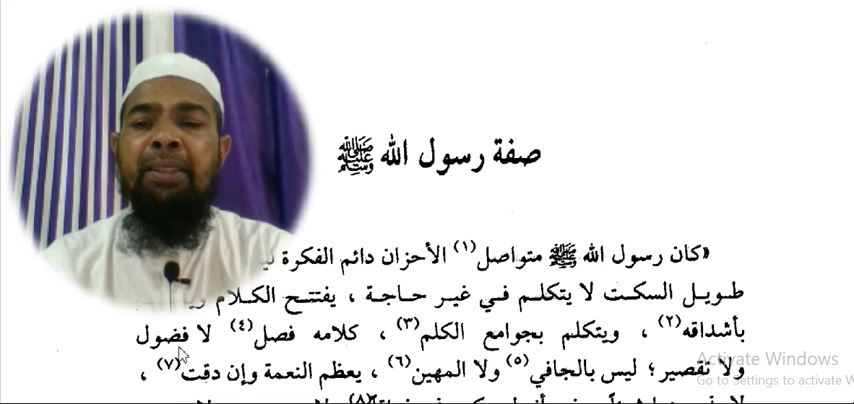 صفة رسول الله ﷺ
«كان رسول الله ﷺ متواصل(١) الأحزان دائم الفكرة
طويل السكت لا يتكلم في غير حاجة ، يفتتح الكلام
بأشداقه(٢) ، ويتكلم بجوامع الكلم(٣) ، كلامه فصل(٤) لا فضول
ولا تقصير ؛ ليس بالجافي(٥) ولا المهين(٦) ، يعظم النعمة وإن دقت(٧) ،
Activate Windows
Go to Settings to activate W